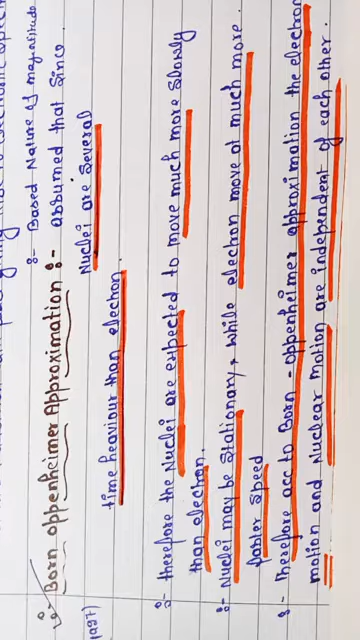 :- Based Nature of magnitude
:- Born Oppenheimer Approximation :- assumed that since
1927) Nuclei are several
time heaviour than electron.
:- therefore the Nuclei are expected to move much more slowly
than electron.
:- Nuclei may be stationary, while electron move at much more
faster speed
:- Therefore acc to Born - Oppenheimer approximation the electron
motion and Nuclear motion are independent of each other.